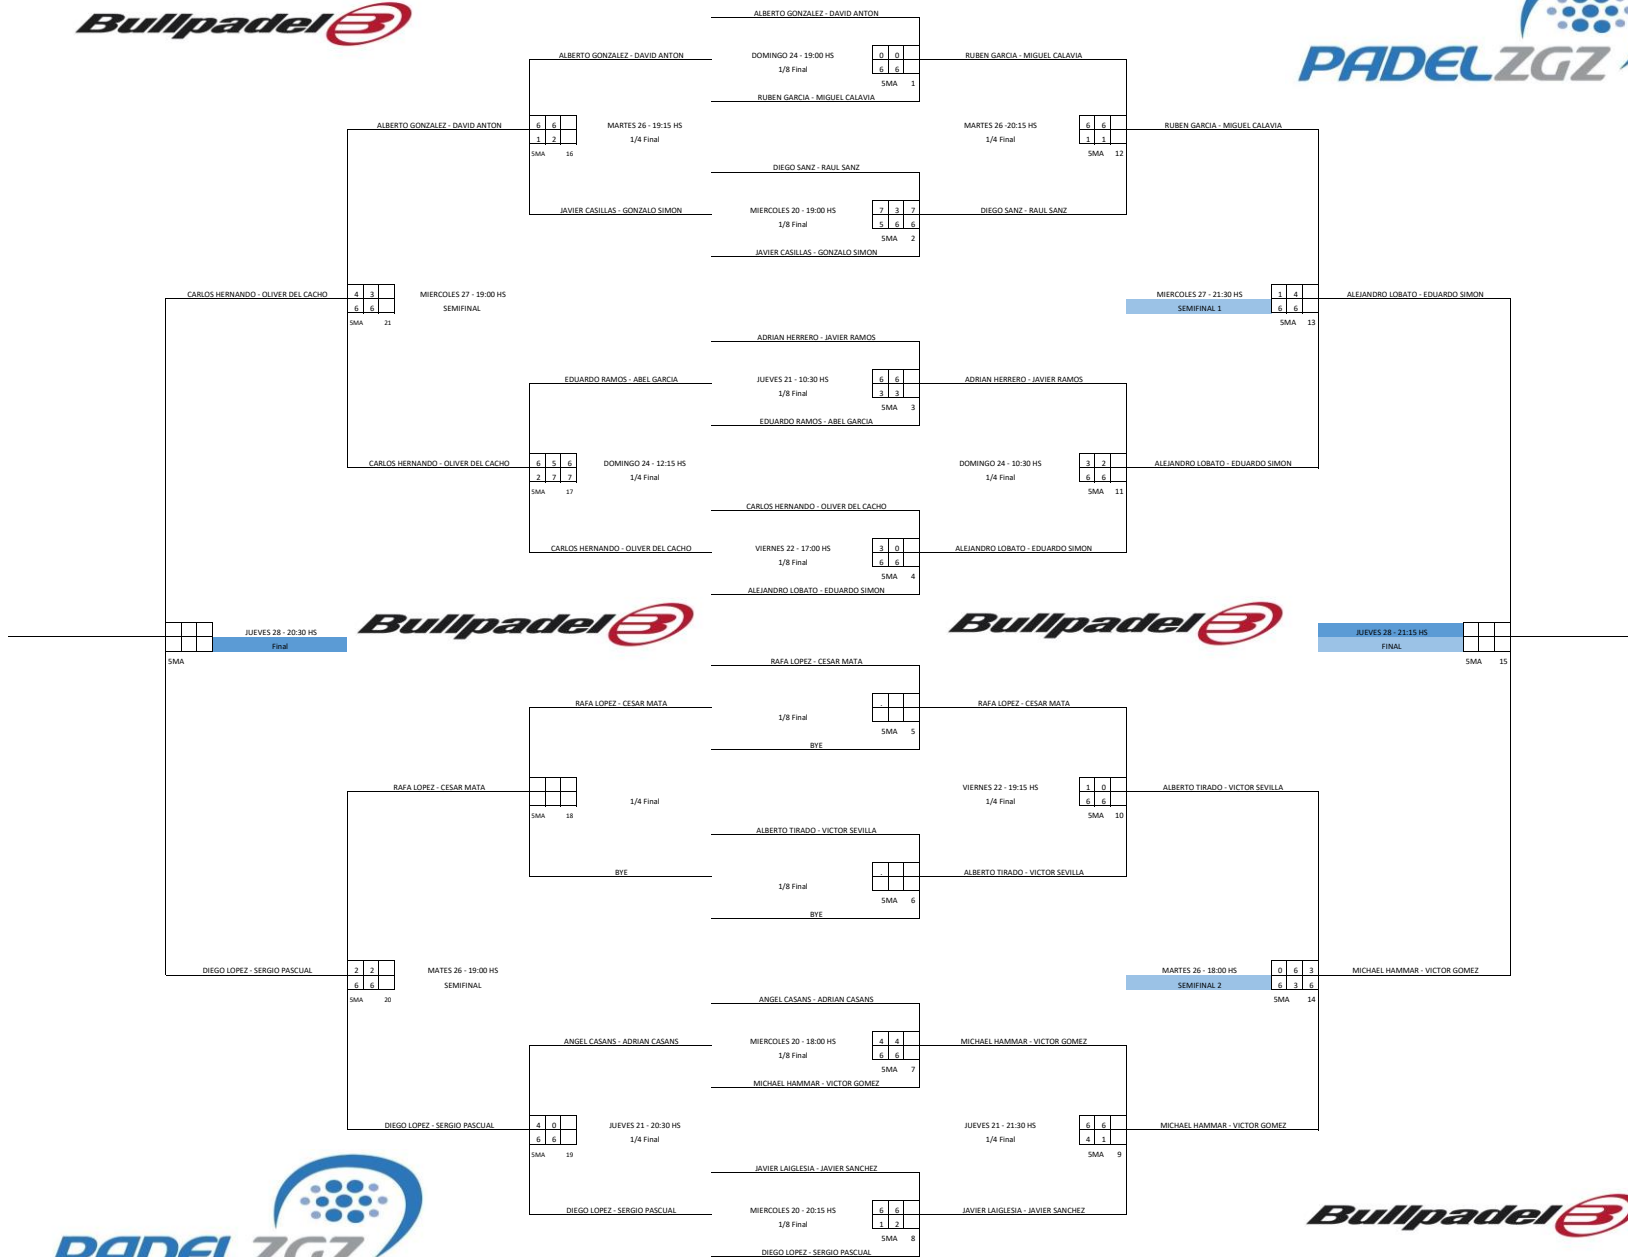 ALBERTO GONZALEZ - DAVID ANTON
Bullpadel
PADELZGZ
ALBERTO GONZALEZ - DAVID ANTON DOMINGO 24 - 19:00 HS 0 0 RUBEN GARCIA - MIGUEL CALAVIA
1/8 Final 6 6
5MA 1
RUBEN GARCIA - MIGUEL CALAVIA
ALBERTO GONZALEZ - DAVID ANTON 6 6 MARTES 26 - 19:15 HS MARTES 26 -20:15 HS 6 6 RUBEN GARCIA - MIGUEL CALAVIA
1 2 1/4 Final 1/4 Final 1 1
5MA 16 5MA 12
DIEGO SANZ - RAUL SANZ
JAVIER CASILLAS - GONZALO SIMON MIERCOLES 20 - 19:00 HS 7 3 7 DIEGO SANZ - RAUL SANZ
1/8 Final 5 6 6
5MA 2
JAVIER CASILLAS - GONZALO SIMON
CARLOS HERNANDO - OLIVER DEL CACHO 4 3 MIERCOLES 27 - 19:00 HS MIERCOLES 27 - 21:30 HS 1 4 ALEJANDRO LOBATO - EDUARDO SIMON
6 6 SEMIFINAL SEMIFINAL 1 6 6
5MA 21 5MA 13
ADRIAN HERRERO - JAVIER RAMOS
EDUARDO RAMOS - ABEL GARCIA JUEVES 21 - 10:30 HS 6 6 ADRIAN HERRERO - JAVIER RAMOS
1/8 Final 3 3
5MA 3
EDUARDO RAMOS - ABEL GARCIA
CARLOS HERNANDO - OLIVER DEL CACHO 6 5 6 DOMINGO 24 - 12:15 HS DOMINGO 24 - 10:30 HS 3 2 ALEJANDRO LOBATO - EDUARDO SIMON
2 7 7 1/4 Final 1/4 Final 6 6
5MA 17 5MA 11
CARLOS HERNANDO - OLIVER DEL CACHO
CARLOS HERNANDO - OLIVER DEL CACHO VIERNES 22 - 17:00 HS 3 0 ALEJANDRO LOBATO - EDUARDO SIMON
1/8 Final 6 6
5MA 4
ALEJANDRO LOBATO - EDUARDO SIMON
Bullpadel Bullpadel
JUEVES 28 - 20:30 HS JUEVES 28 - 21:15 HS
Final FINAL
5MA 5MA 15
RAFA LOPEZ - CESAR MATA
RAFA LOPEZ - CESAR MATA . RAFA LOPEZ - CESAR MATA
1/8 Final
5MA 5
BYE
RAFA LOPEZ - CESAR MATA VIERNES 22 - 19:15 HS 1 0 ALBERTO TIRADO - VICTOR SEVILLA
1/4 Final 1/4 Final 6 6
5MA 18 5MA 10
ALBERTO TIRADO - VICTOR SEVILLA
BYE . ALBERTO TIRADO - VICTOR SEVILLA
1/8 Final
5MA 6
BYE
DIEGO LOPEZ - SERGIO PASCUAL 2 2 MATES 26 - 19:00 HS MARTES 26 - 18:00 HS 0 6 3 MICHAEL HAMMAR - VICTOR GOMEZ
6 6 SEMIFINAL SEMIFINAL 2 6 3 6
5MA 20 5MA 14
ANGEL CASANS - ADRIAN CASANS
ANGEL CASANS - ADRIAN CASANS MIERCOLES 20 - 18:00 HS 4 4 MICHAEL HAMMAR - VICTOR GOMEZ
1/8 Final 6 6
5MA 7
MICHAEL HAMMAR - VICTOR GOMEZ
DIEGO LOPEZ - SERGIO PASCUAL 4 0 JUEVES 21 - 20:30 HS JUEVES 21 - 21:30 HS 6 6 MICHAEL HAMMAR - VICTOR GOMEZ
6 6 1/4 Final 1/4 Final 4 1
5MA 19 5MA 9
JAVIER LAIGLESIA - JAVIER SANCHEZ
DIEGO LOPEZ - SERGIO PASCUAL MIERCOLES 20 - 20:15 HS 6 6 JAVIER LAIGLESIA - JAVIER SANCHEZ
1/8 Final 1 2
5MA 8
Bullpadel
PADELZGZ
DIEGO LOPEZ - SERGIO PASCUAL